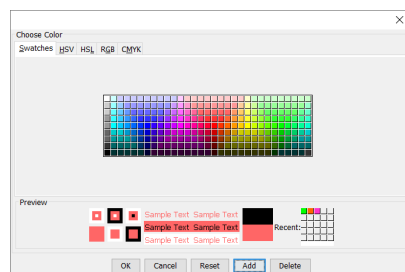 Choose Color
Swatches HSV HSL RGB CMYK
Preview
Sample Text Sample Text
Sample Text Sample Text
Sample Text Sample Text
Recent:
OK Cancel Reset Add Delete